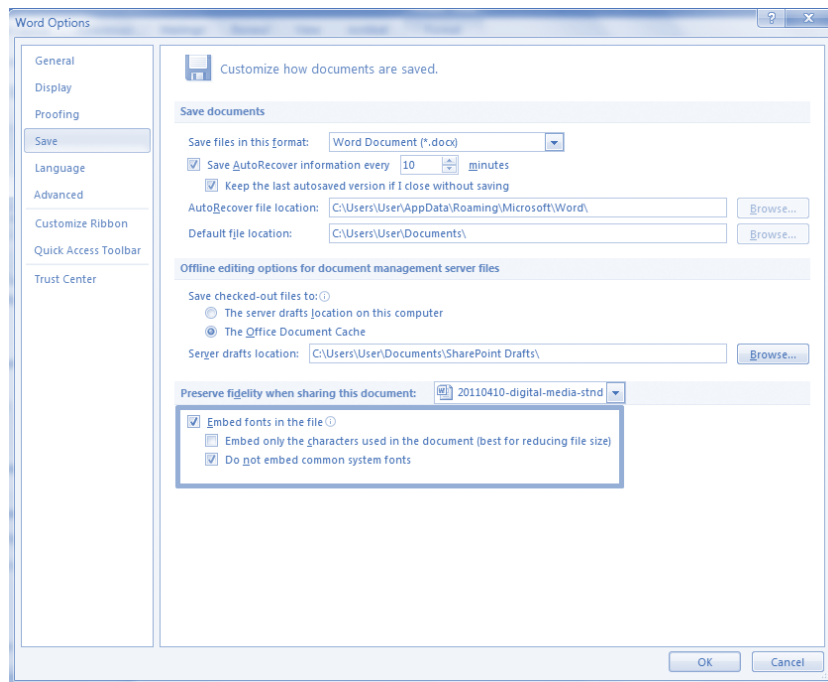 Word Options
General
Display
Proofing
Save
Language
Advanced
Customize Ribbon
Quick Access Toolbar
Trust Center
Customize how documents are saved.
Save documents
Save files in this format: Word Document (*.docx)
Save AutoRecover information every 10 minutes
Keep the last autosaved version if I close without saving
AutoRecover file location: C:\Users\User\AppData\Roaming\Microsoft\Word\ Browse...
Default file location: C:\Users\User\Documents\ Browse...
Offline editing options for document management server files
Save checked-out files to:
The server drafts location on this computer
The Office Document Cache
Server drafts location: C:\Users\User\Documents\SharePoint Drafts\ Browse...
Preserve fidelity when sharing this document: 20110410-digital-media-stnd
Embed fonts in the file
Embed only the characters used in the document (best for reducing file size)
Do not embed common system fonts
OK Cancel